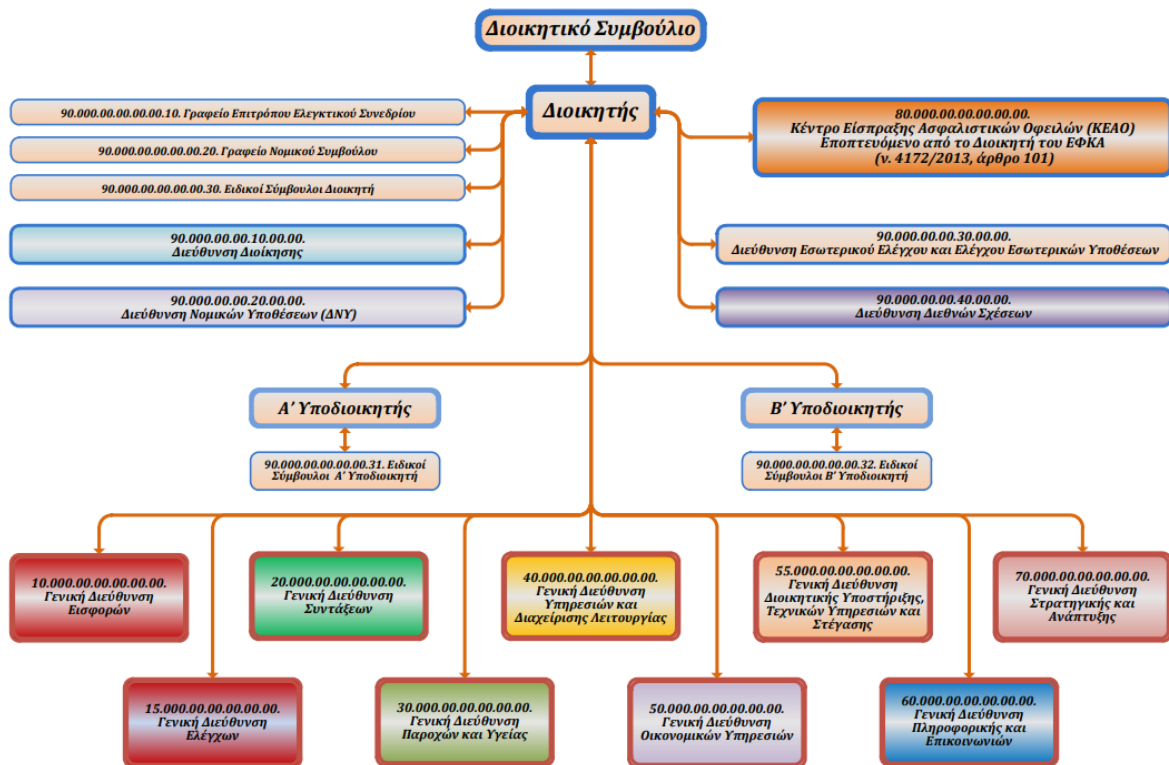 Διοικητικό Συμβούλιο
Διοικητής
90.000.00.00.00.00.10. Γραφείο Επιτρόπου Ελεγκτικού Συνεδρίου
90.000.00.00.00.00.20. Γραφείο Νομικού Συμβούλου
90.000.00.00.00.00.30. Ειδικοί Σύμβουλοι Διοικητή
90.000.00.00.10.00.00.
Διεύθυνση Διοίκησης
90.000.00.00.20.00.00.
Διεύθυνση Νομικών Υποθέσεων (ΔΝΥ)
80.000.00.00.00.00.00.
Κέντρο Είσπραξης Ασφαλιστικών Οφειλών (ΚΕΑΟ)
Εποπτευόμενο από το Διοικητή του ΕΦΚΑ
(ν. 4172/2013, άρθρο 101)
90.000.00.00.30.00.00.
Διεύθυνση Εσωτερικού Ελέγχου και Ελέγχου Εσωτερικών Υποθέσεων
90.000.00.00.40.00.00.
Διεύθυνση Διεθνών Σχέσεων
Α’ Υποδιοικητής
90.000.00.00.00.00.31. Ειδικοί
Σύμβουλοι Α’ Υποδιοικητή
Β’ Υποδιοικητής
90.000.00.00.00.00.32. Ειδικοί
Σύμβουλοι Β’ Υποδιοικητή
10.000.00.00.00.00.00.
Γενική Διεύθυνση
Εισφορών
20.000.00.00.00.00.00.
Γενική Διεύθυνση
Συντάξεων
40.000.00.00.00.00.00.
Γενική Διεύθυνση
Υπηρεσιών και
Διαχείρισης Λειτουργίας
55.000.00.00.00.00.00.
Γενική Διεύθυνση
Διοικητικής Υποστήριξης,
Τεχνικών Υπηρεσιών και
Στέγασης
70.000.00.00.00.00.00.
Γενική Διεύθυνση
Στρατηγικής και
Ανάπτυξης
15.000.00.00.00.00.00.
Γενική Διεύθυνση
Ελέγχων
30.000.00.00.00.00.00.
Γενική Διεύθυνση
Παροχών και Υγείας
50.000.00.00.00.00.00.
Γενική Διεύθυνση
Οικονομικών Υπηρεσιών
60.000.00.00.00.00.00.
Γενική Διεύθυνση
Πληροφορικής και
Επικοινωνιών